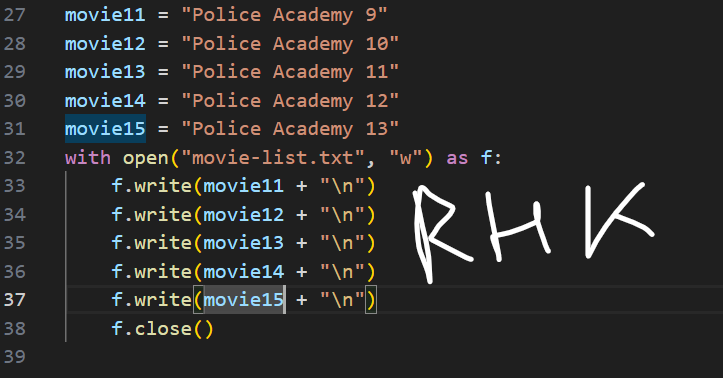 27 movie11 = "Police Academy 9"
28 movie12 = "Police Academy 10"
29 movie13 = "Police Academy 11"
30 movie14 = "Police Academy 12"
31 movie15 = "Police Academy 13"
32 with open("movie-list.txt", "w") as f:
33 f.write(movie11 + "\n")
34 f.write(movie12 + "\n")
35 f.write(movie13 + "\n")
36 f.write(movie14 + "\n")
37 f.write(movie15 + "\n")
38 f.close()
39
RHK